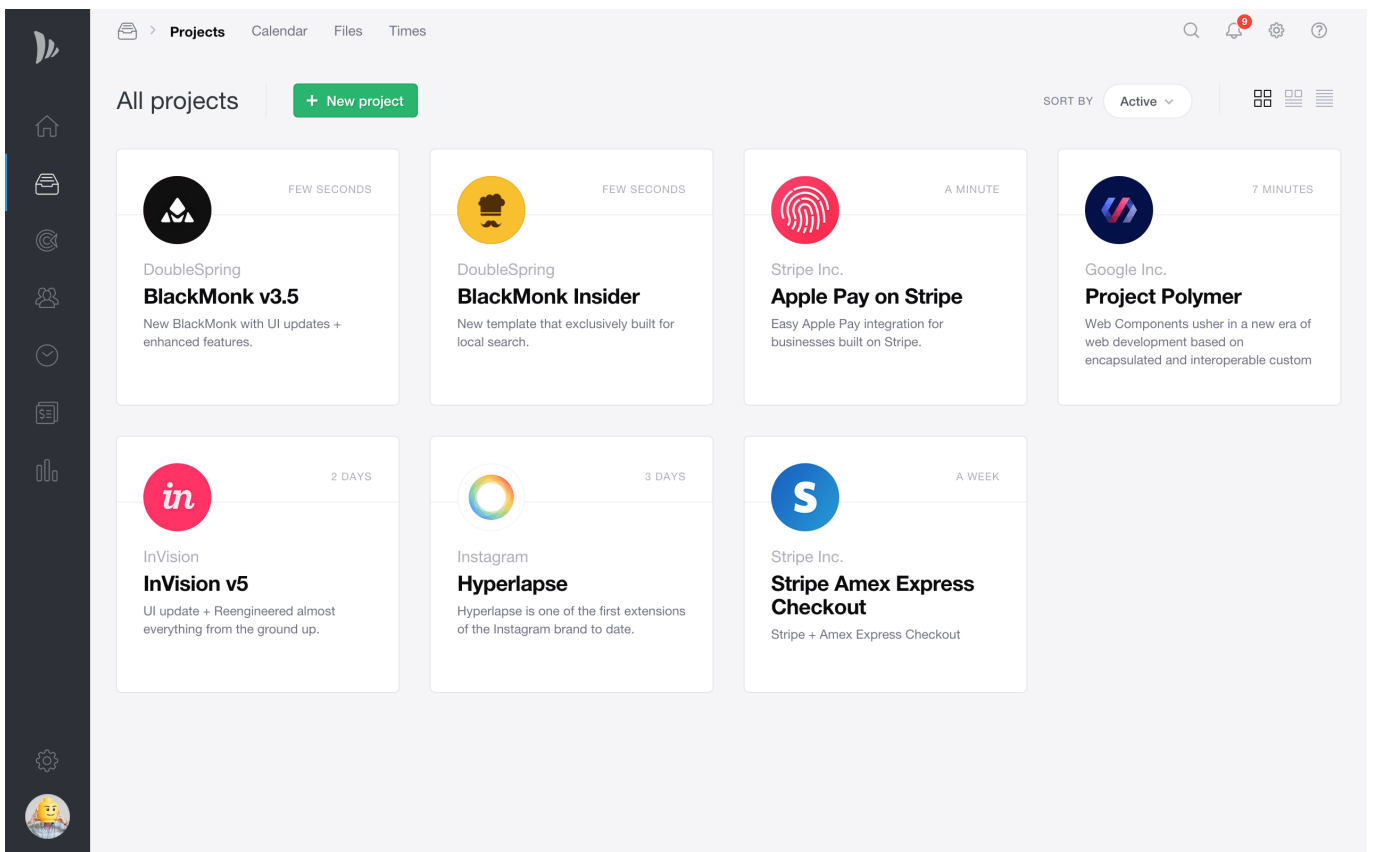 Projects Calendar Files Times
9
All projects
+ New project
SORT BY Active
FEW SECONDS
DoubleSpring
BlackMonk v3.5
New BlackMonk with UI updates +
enhanced features.
FEW SECONDS
DoubleSpring
BlackMonk Insider
New template that exclusively built for
local search.
A MINUTE
Stripe Inc.
Apple Pay on Stripe
Easy Apple Pay integration for
businesses built on Stripe.
7 MINUTES
Google Inc.
Project Polymer
Web Components usher in a new era of
web development based on
encapsulated and interoperable custom
in
2 DAYS
InVision
InVision v5
UI update + Reengineered almost
everything from the ground up.
3 DAYS
Instagram
Hyperlapse
Hyperlapse is one of the first extensions
of the Instagram brand to date.
S
A WEEK
Stripe Inc.
Stripe Amex Express
Checkout
Stripe + Amex Express Checkout